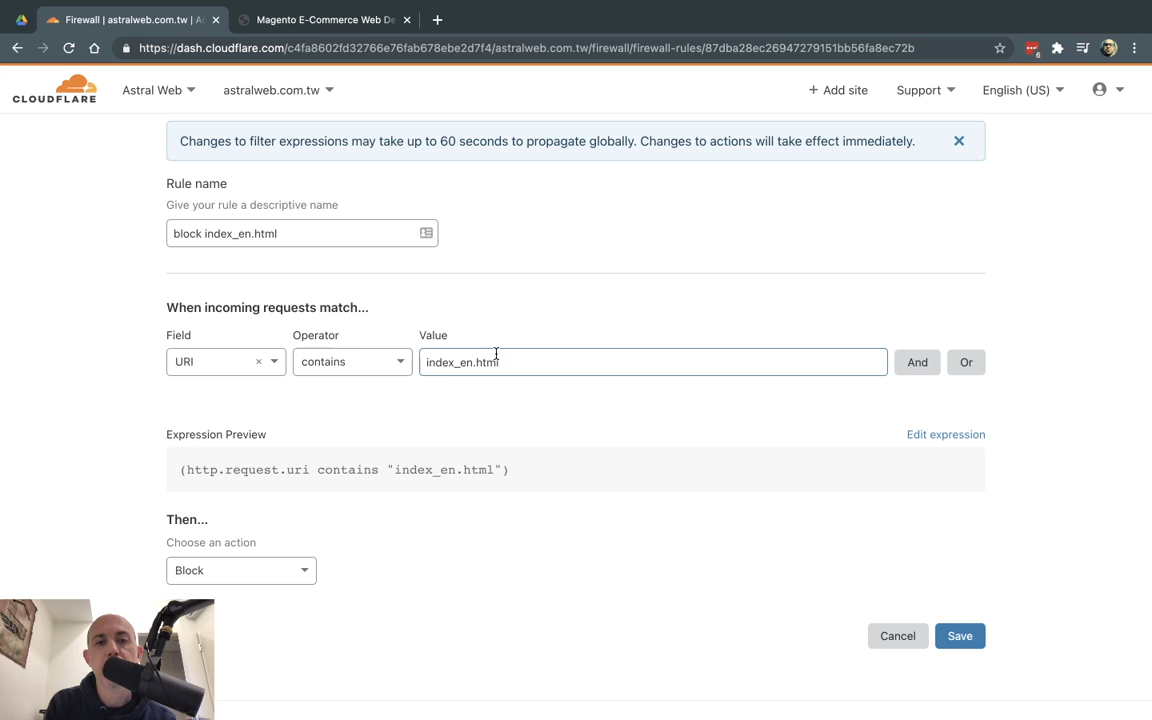 Firewall | astralweb.com.tw | Ac
Magento E-Commerce Web De
https://dash.cloudflare.com/c4fa8602fd32766e76fab678ebe2d7f4/astralweb.com.tw/firewall/firewall-rules/87dba28ec26947279151bb56fa8ec72b
6
CLOUDFLARE
Astral Web
astralweb.com.tw
+ Add site
Support
English (US)
Changes to filter expressions may take up to 60 seconds to propagate globally. Changes to actions will take effect immediately.
Rule name
Give your rule a descriptive name
block index_en.html
When incoming requests match...
Field
Operator
Value
URI
contains
index_en.html
And
Or
Expression Preview
Edit expression
(http.request.uri contains "index_en.html")
Then...
Choose an action
Block
Cancel
Save